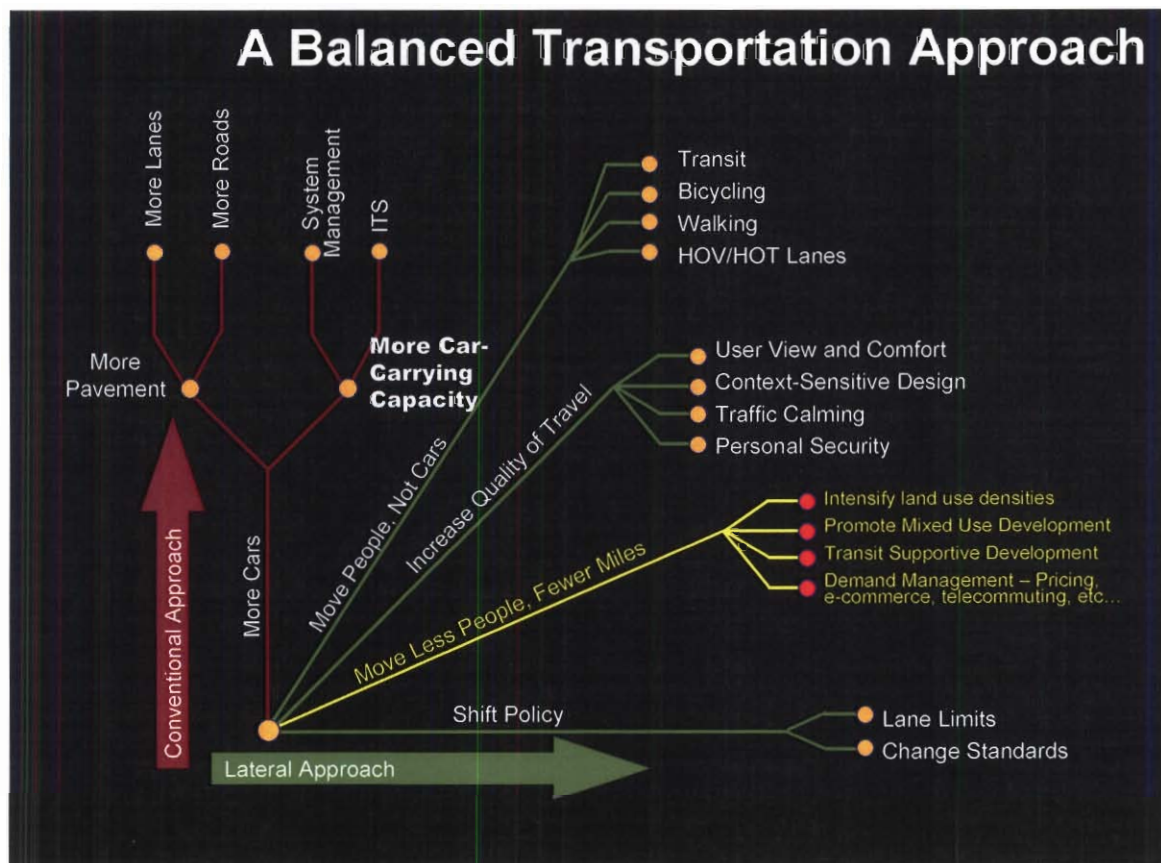 A Balanced Transportation Approach
More Lanes
More Roads
System
Management
ITS
More
Pavement
More Car-
Carrying
Capacity
More Cars
Conventional Approach
Move People, Not Cars
Transit
Bicycling
Walking
HOV/HOT Lanes
Increase Quality of Travel
User View and Comfort
Context-Sensitive Design
Traffic Calming
Personal Security
Move Less People, Fewer Miles
Intensify land use densities
Promote Mixed Use Development
Transit Supportive Development
Demand Management – Pricing,
e-commerce, telecommuting, etc...
Shift Policy
Lane Limits
Change Standards
Lateral Approach